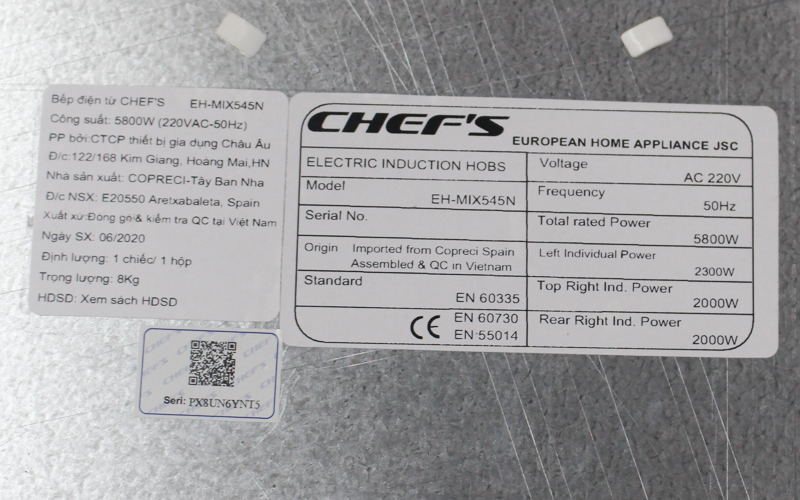 Bếp điện từ CHEF'S EH-MIX545N
Công suất: 5800W (220VAC-50Hz)
PP bởi:CTCP thiết bị gia dụng Châu Âu
Đ/c:122/168 Kim Giang, Hoàng Mai,HN
Nhà sản xuất: COPRECI-Tây Ban Nha
Đ/c NSX: E20550 Aretxabaleta, Spain
Xuất xứ:Đóng gói & kiểm tra QC tại Việt Nam
Ngày SX: 06/2020
Định lượng: 1 chiếc/ 1 hộp
Trọng lượng: 8Kg
HDSD: Xem sách HDSD
Seri: PX8UN6YNT5
CHEF'S
EUROPEAN HOME APPLIANCE JSC
ELECTRIC INDUCTION HOBS
Model
EH-MIX545N
Serial No.
Origin Imported from Copreci Spain
Assembled & QC in Vietnam
Standard
EN 60335
CE EN 60730
EN 55014
Voltage
AC 220V
Frequency
50Hz
Total rated Power
5800W
Left Individual Power
2300W
Top Right Ind. Power
2000W
Rear Right Ind. Power
2000W